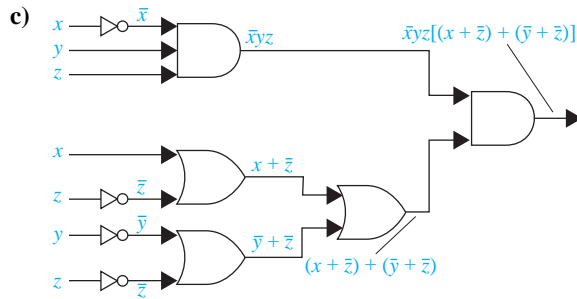 c)
x x̄
y
z
x̄yz
x̄yz[(x + z̄) + (ȳ + z̄)]
x
z z̄
x + z̄
y ȳ
z z̄
ȳ + z̄
(x + z̄) + (ȳ + z̄)